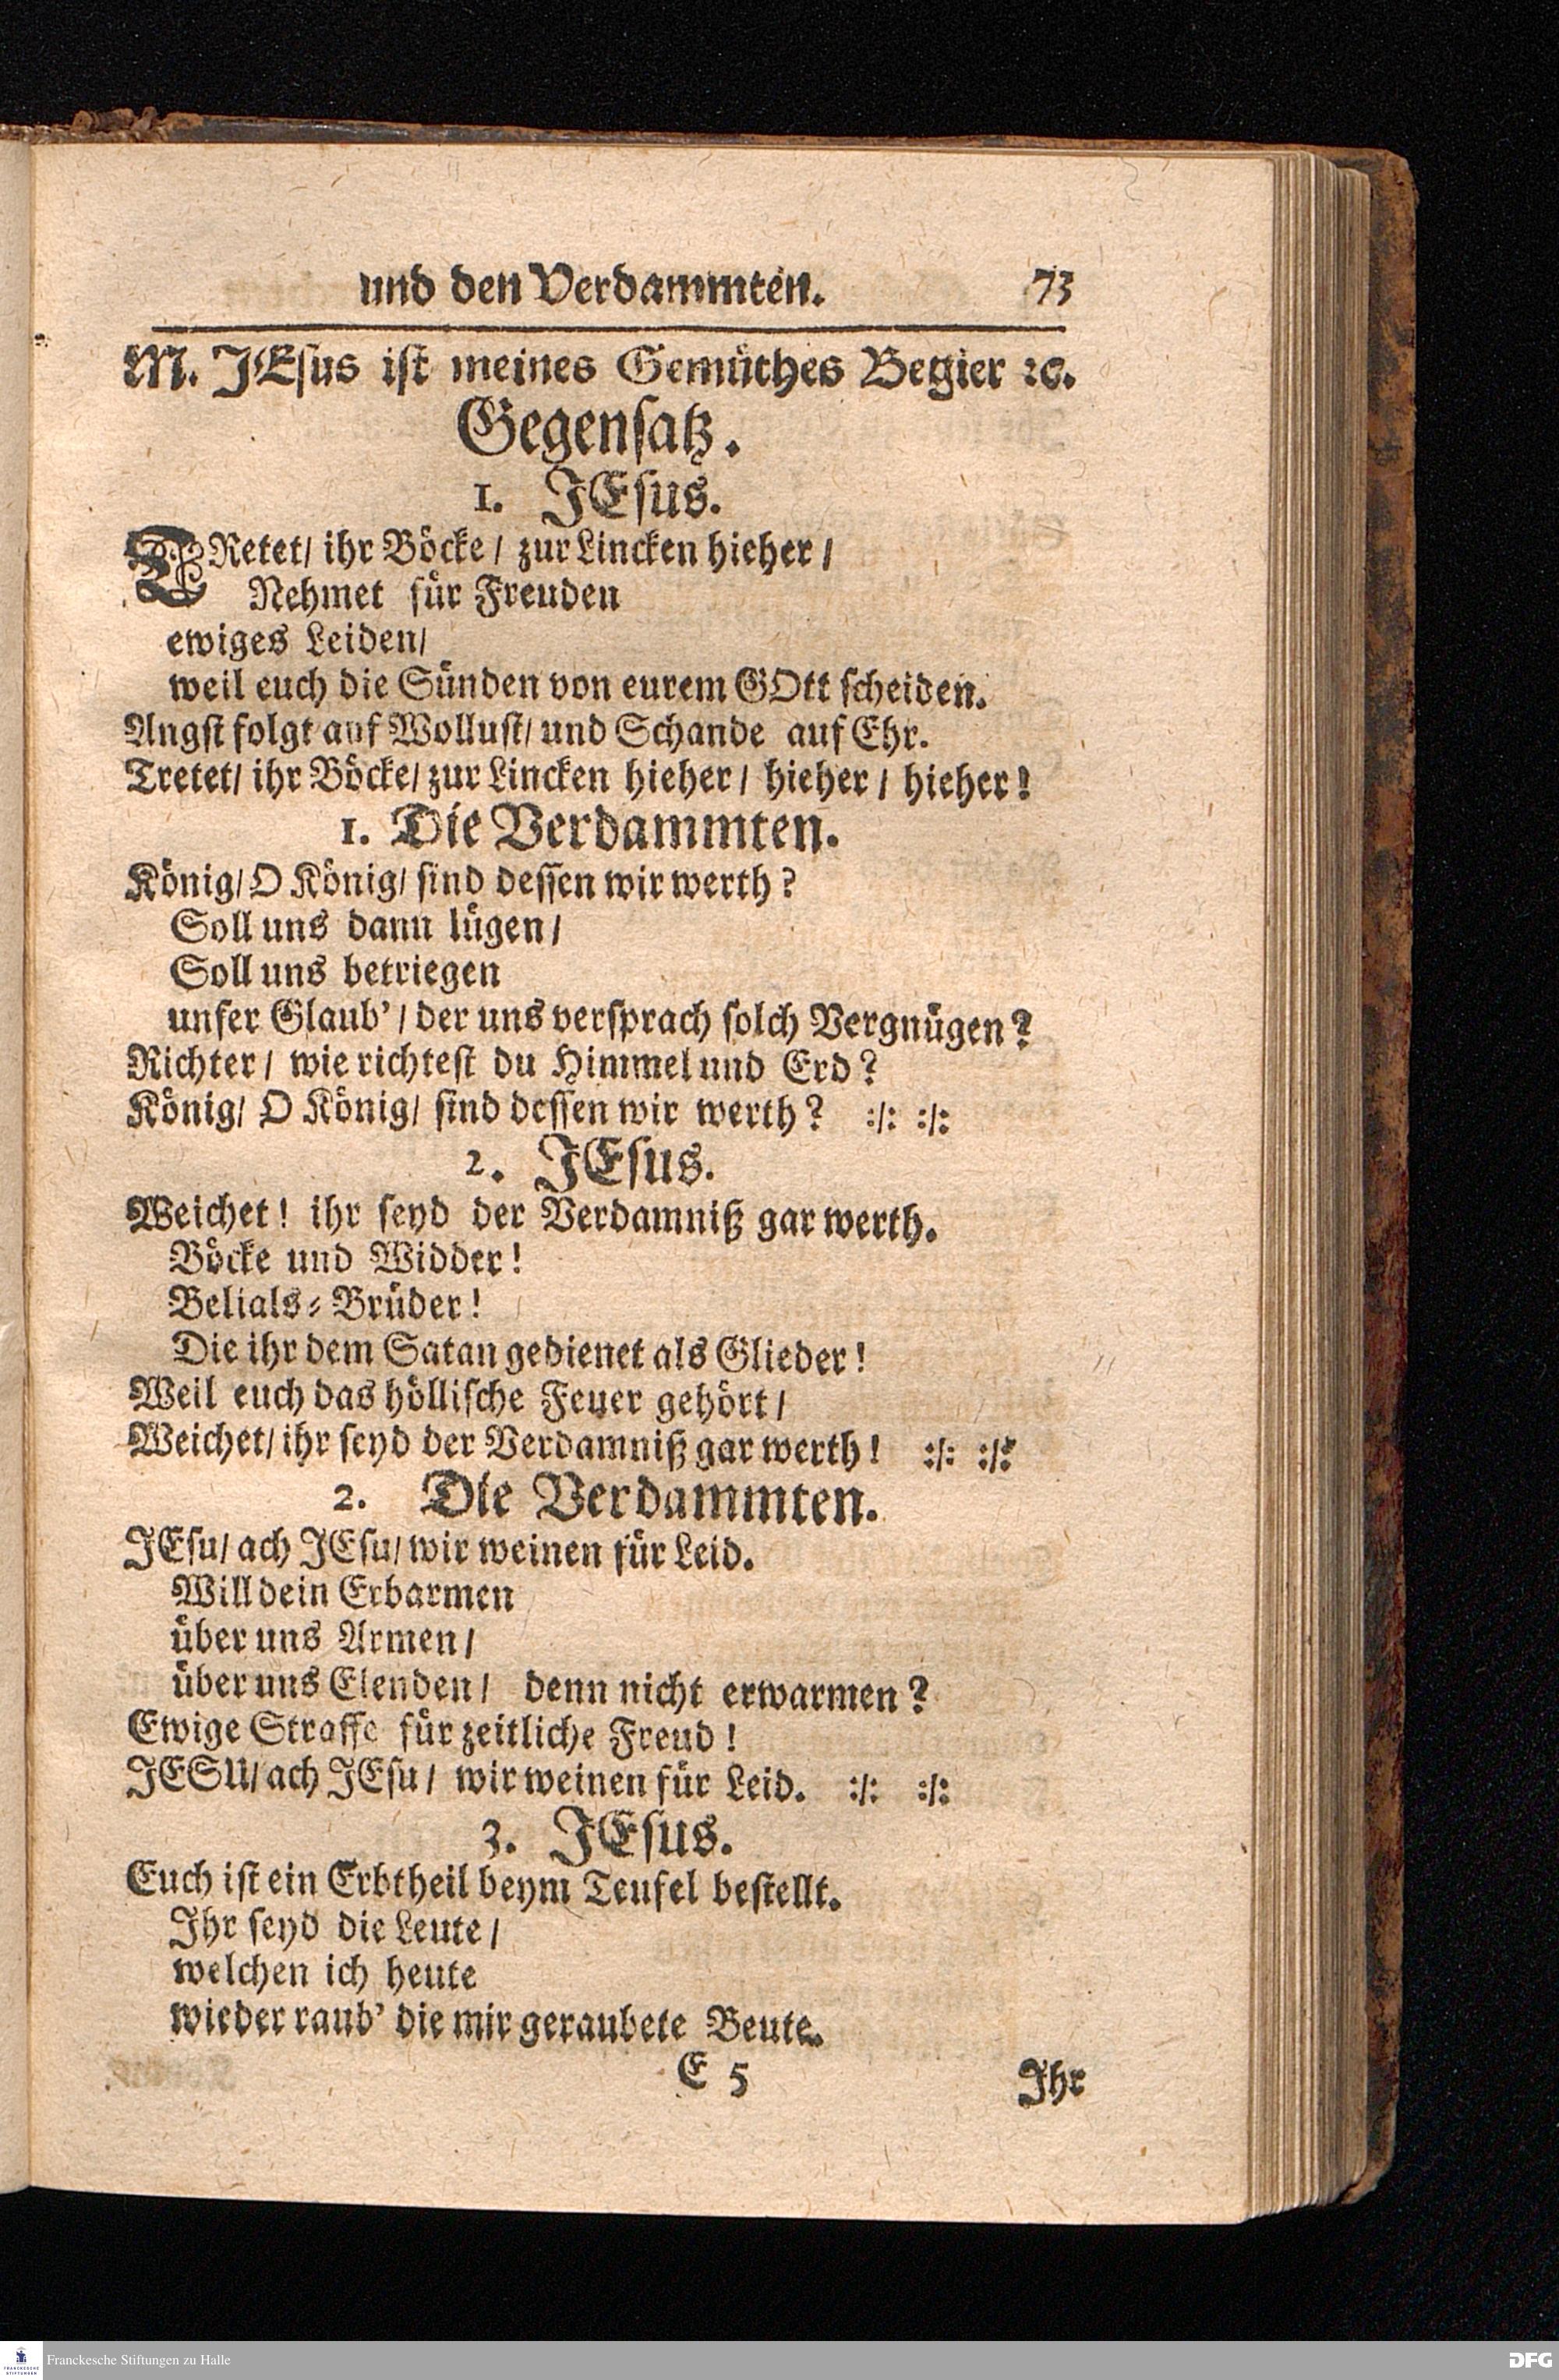 und den Verdammten. 73
M. JEsus ist meines Gemüthes Begier ꝛc.
Gegensatz.
1. JEsus.
TRetet/ ihr Böcke/ zur Lincken hieher/
Nehmet für Freuden
ewiges Leiden/
weil euch die Sünden von eurem GOtt scheiden.
Angst folgt auf Wollust/ und Schande auf Ehr.
Tretet/ ihr Böcke/ zur Lincken hieher/ hieher/ hieher!
1. Die Verdammten.
König/ O König/ sind dessen wir werth?
Soll uns dann lügen/
Soll uns betriegen
unser Glaub'/ der uns versprach solch Vergnügen?
Richter/ wie richtest du Himmel und Erd?
König/ O König/ sind dessen wir werth? :/: :/:
2. JEsus.
Weichet! ihr seyd der Verdamniß gar werth.
Böcke und Widder!
Belials-Brüder!
Die ihr dem Satan gedienet als Glieder!
Weil euch das höllische Feuer gehört/
Weichet/ ihr seyd der Verdamniß gar werth! :/: :/:
2. Die Verdammten.
JEsu/ ach JEsu/ wir weinen für Leid.
Will dein Erbarmen
über uns Armen/
über uns Elenden/ denn nicht erwarmen?
Ewige Straffe für zeitliche Freud!
JESU/ ach JEsu/ wir weinen für Leid. :/: :/:
3. JEsus.
Euch ist ein Erbtheil beym Teufel bestellt.
Ihr seyd die Leute/
welchen ich heute
wieder raub' die mir geraubete Beute.
E 5 Ihr
FRANCKESCHE STIFTUNGEN
Franckesche Stiftungen zu Halle
DFG